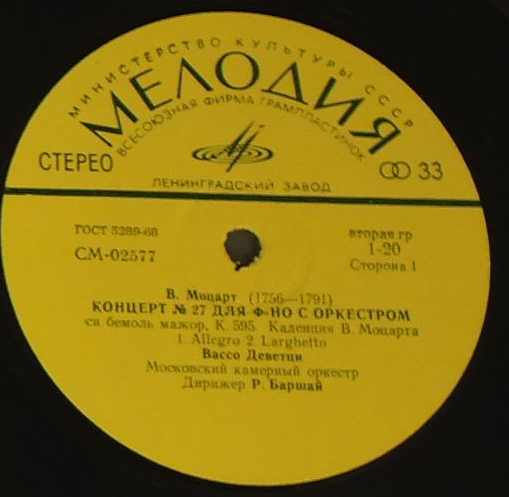 МИНИСТЕРСТВО КУЛЬТУРЫ СССР
МЕЛОДИЯ
ВСЕСОЮЗНАЯ ФИРМА ГРАМПЛАСТИНОК
СТЕРЕО
33
ЛЕНИНГРАДСКИЙ ЗАВОД
ГОСТ 5289-68
вторая гр
СМ-02577
1-20
Сторона 1
В. Моцарт (1756—1791)
КОНЦЕРТ № 27 ДЛЯ Ф-НО С ОРКЕСТРОМ
си бемоль мажор, К. 595. Каденция В. Моцарта
1. Allegro 2. Larghetto
Вассо Деветци
Московский камерный оркестр
Дирижер Р. Баршай